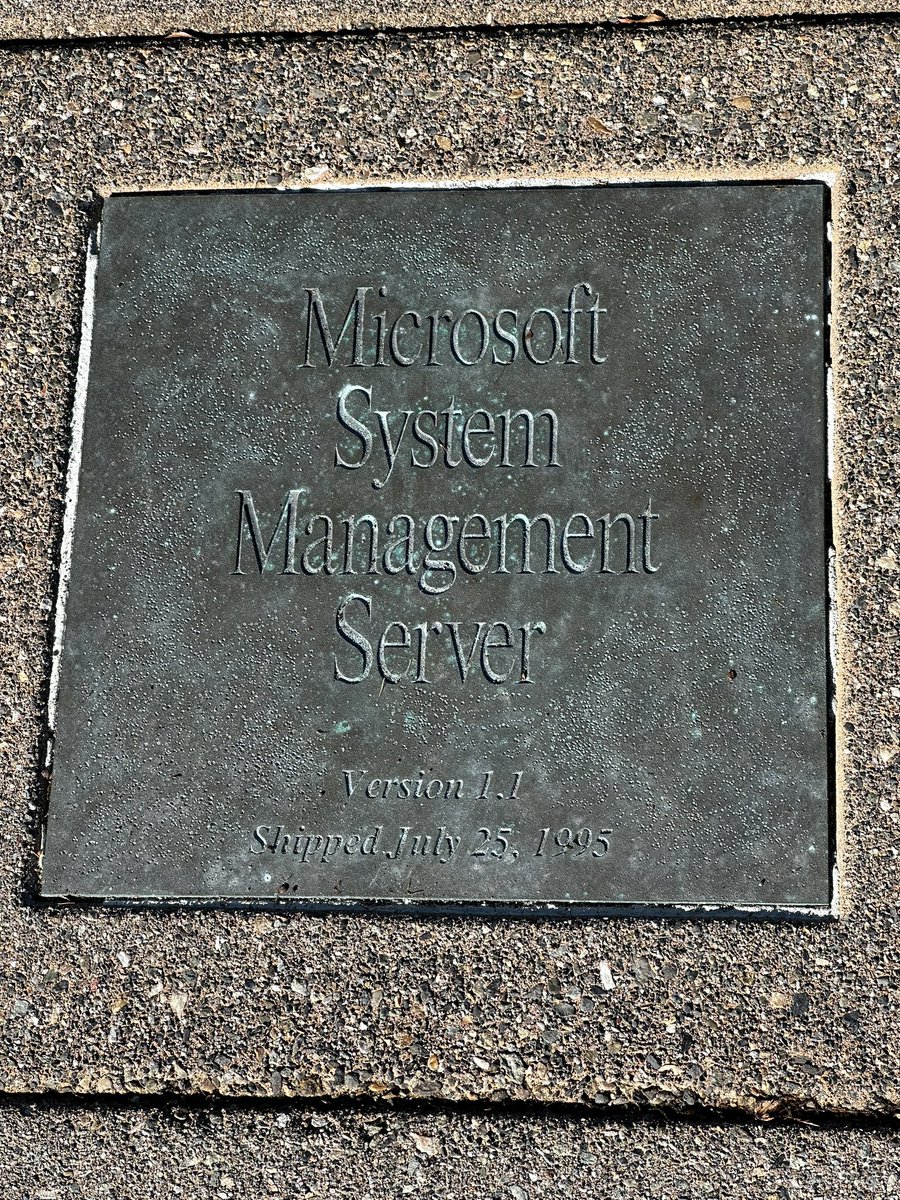 Microsoft
System
Management
Server
Version 1.1
Shipped July 25, 1995